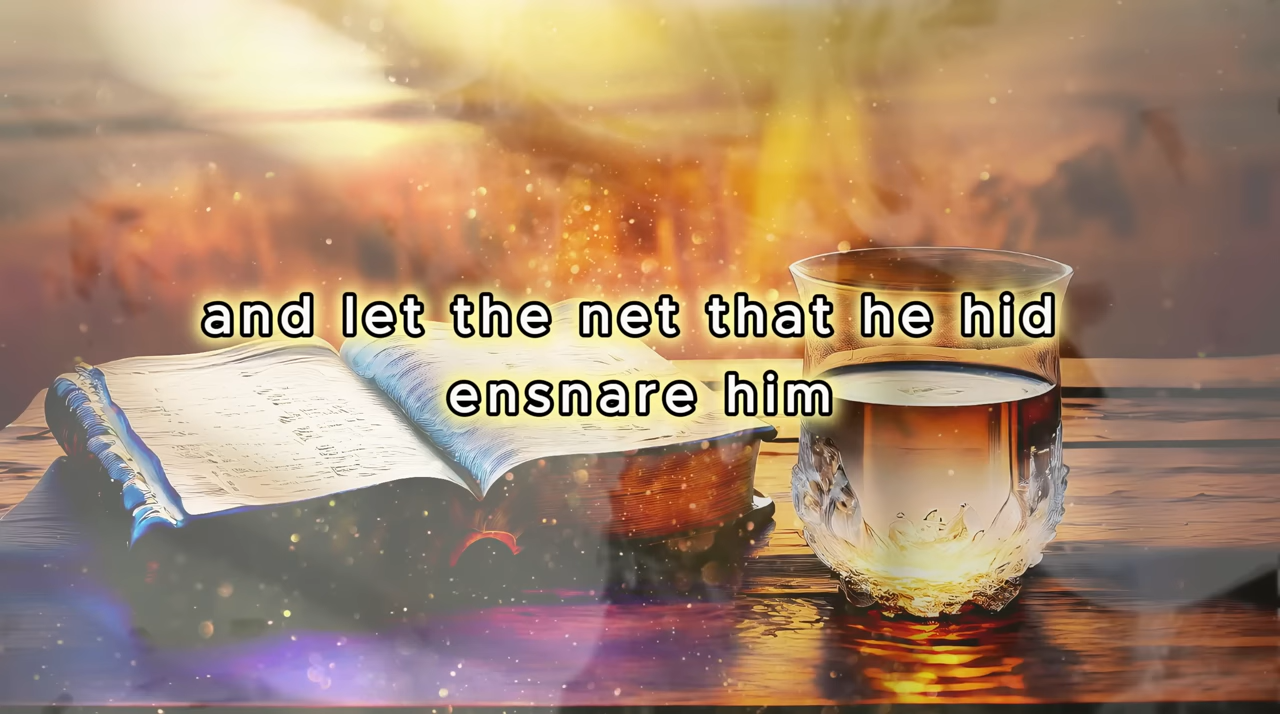 and let the net that he hid
ensnare him